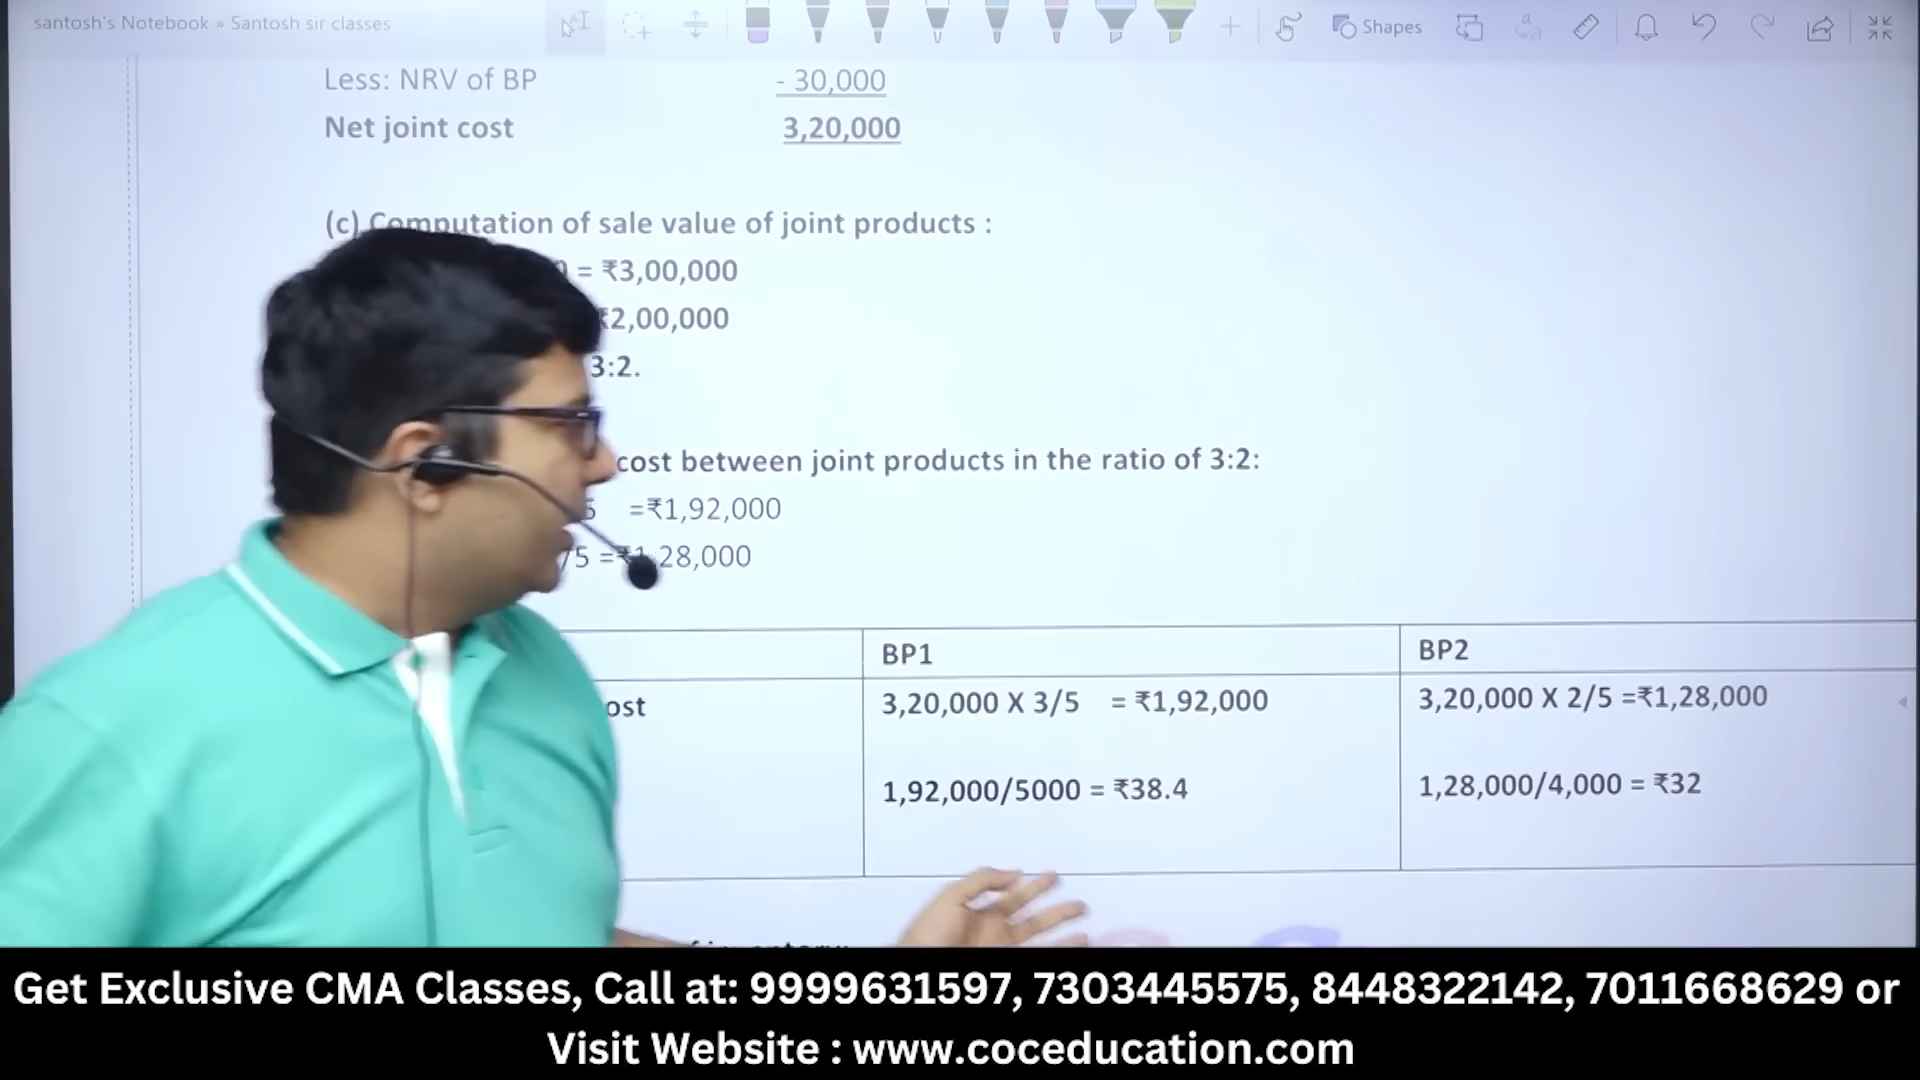 santosh's Notebook » Santosh sir classes
Shapes
Less: NRV of BP - 30,000
Net joint cost 3,20,000
(c) Computation of sale value of joint products :
= ₹3,00,000
₹2,00,000
3:2.
cost between joint products in the ratio of 3:2:
5 =₹1,92,000
/5 =₹1,28,000
BP1 BP2
ost 3,20,000 X 3/5 = ₹1,92,000 3,20,000 X 2/5 =₹1,28,000
1,92,000/5000 = ₹38.4 1,28,000/4,000 = ₹32
Get Exclusive CMA Classes, Call at: 9999631597, 7303445575, 8448322142, 7011668629 or
Visit Website : www.coceducation.com